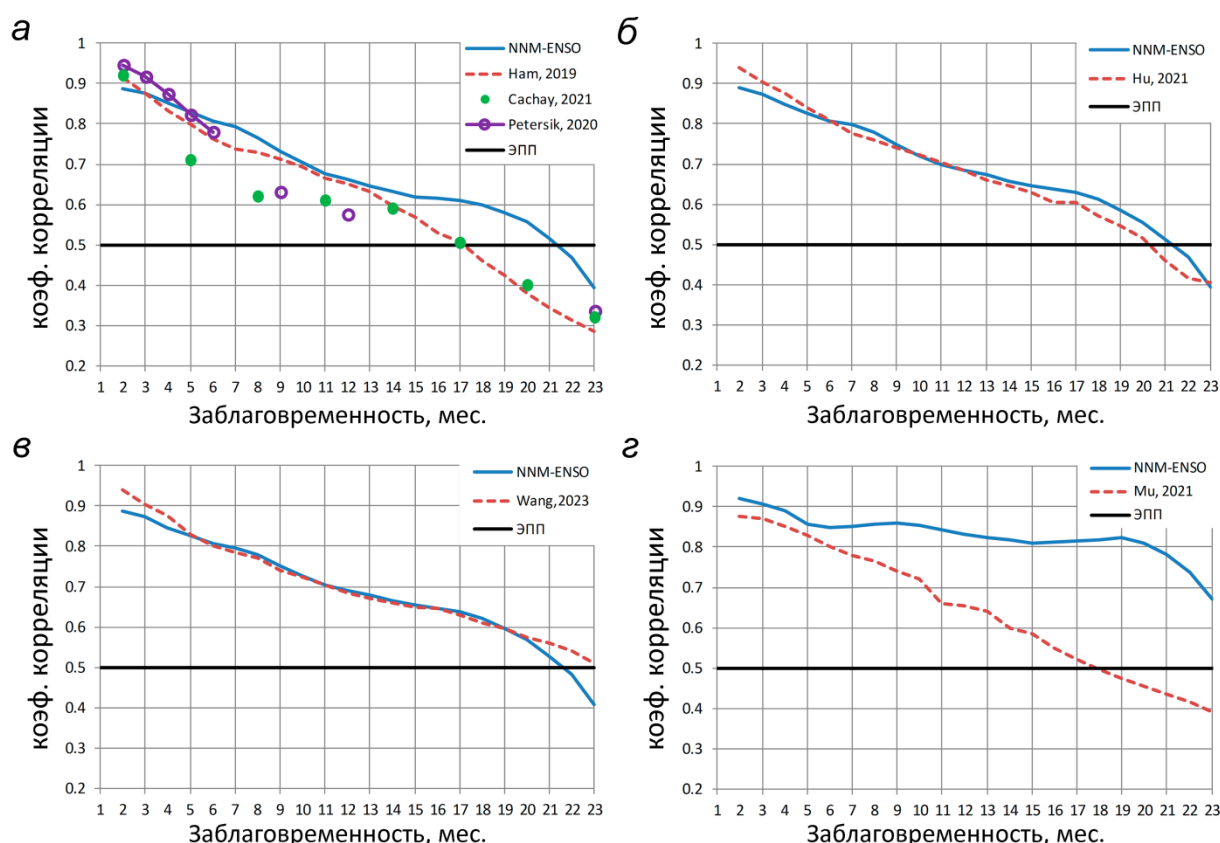 а
коэф. корреляции
1
0.9
0.8
0.7
0.6
0.5
0.4
0.3
0.2
NNM-ENSO
Ham, 2019
Cachay, 2021
Petersik, 2020
ЭПП
1 2 3 4 5 6 7 8 9 10 11 12 13 14 15 16 17 18 19 20 21 22 23
Заблаговременность, мес.
б
коэф. корреляции
1
0.9
0.8
0.7
0.6
0.5
0.4
0.3
0.2
NNM-ENSO
Hu, 2021
ЭПП
1 2 3 4 5 6 7 8 9 10 11 12 13 14 15 16 17 18 19 20 21 22 23
Заблаговременность, мес.
в
коэф. корреляции
1
0.9
0.8
0.7
0.6
0.5
0.4
0.3
0.2
NNM-ENSO
Wang, 2023
ЭПП
1 2 3 4 5 6 7 8 9 10 11 12 13 14 15 16 17 18 19 20 21 22 23
Заблаговременность, мес.
г
коэф. корреляции
1
0.9
0.8
0.7
0.6
0.5
0.4
0.3
0.2
NNM-ENSO
Mu, 2021
ЭПП
1 2 3 4 5 6 7 8 9 10 11 12 13 14 15 16 17 18 19 20 21 22 23
Заблаговременность, мес.